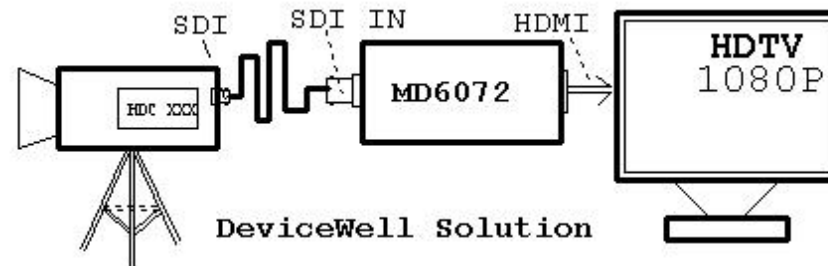 SDI
SDI IN
HDMI
HDTV
1080P
HDC XXX
MD6072
DeviceWell Solution